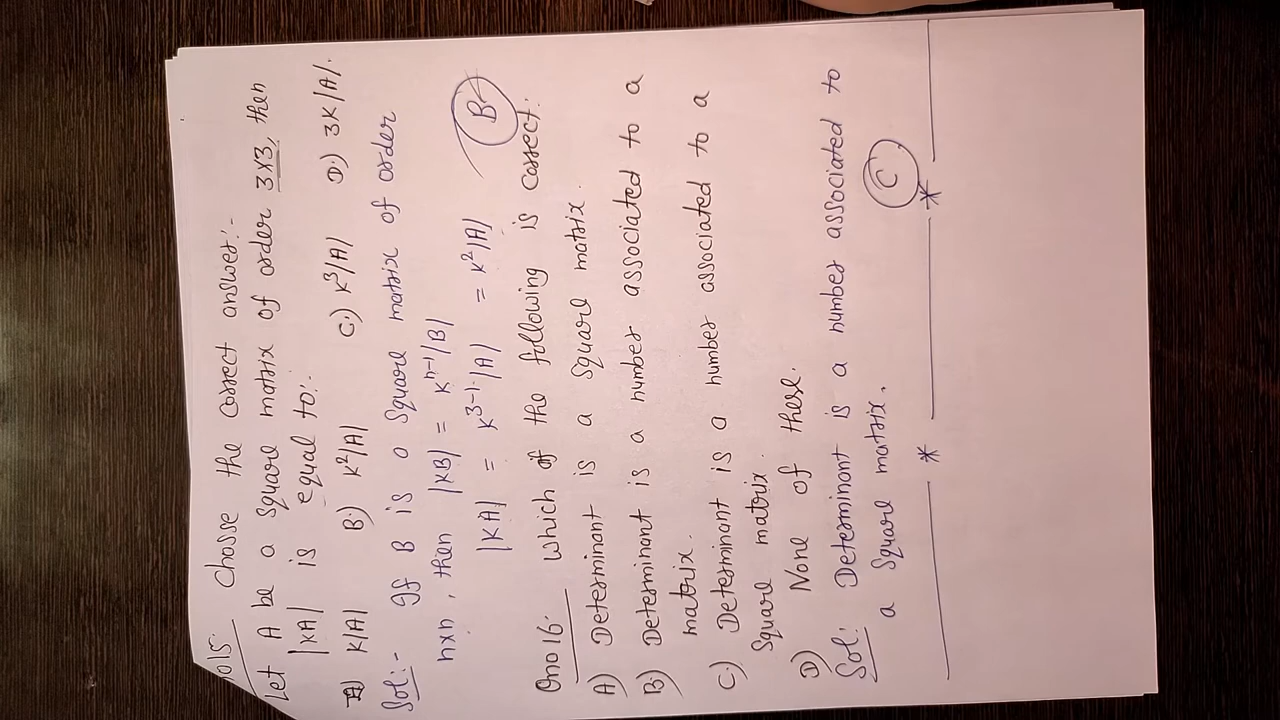 015 Chosse the correct answer:-
Let A be a square matrix of order 3x3, then
|KA| is equal to:-
A) K|A| B.) K²|A| C.) K³|A| D.) 3K|A|.
Sol:- If B is a square matrix of order
nxn, then |KB| = Kⁿ⁻¹|B|
|KA| = K³⁻¹|A| = K²|A| B
Qno16. Which of the following is correct:
A) Determinant is a square matrix.
B.) Determinant is a number associated to a
matrix.
C.) Determinant is a number associated to a
square matrix.
D) None of these.
Sol: Determinant is a number associated to
a square matrix. C